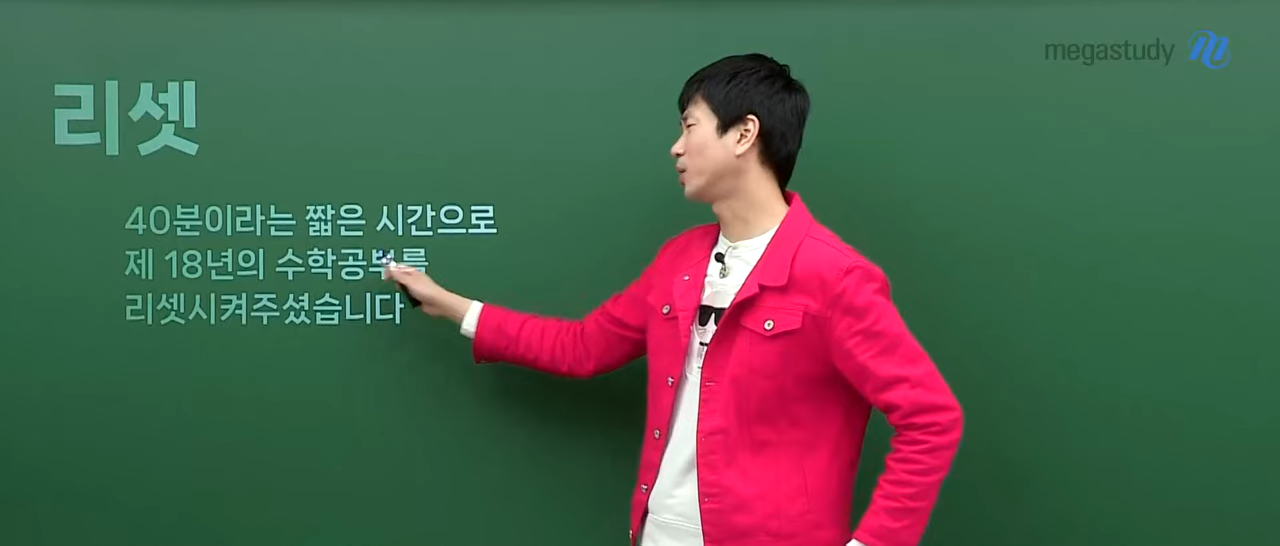 megastudy
리셋
40분이라는 짧은 시간으로
제 18년의 수학공부를
리셋시켜주셨습니다